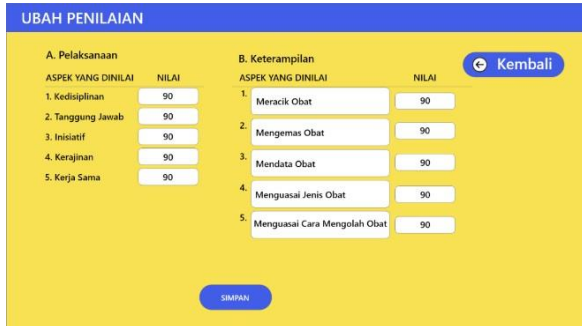 UBAH PENILAIAN
Kembali
A. Pelaksanaan
ASPEK YANG DINILAI NILAI
1. Kedisiplinan 90
2. Tanggung Jawab 90
3. Inisiatif 90
4. Kerajinan 90
5. Kerja Sama 90
B. Keterampilan
ASPEK YANG DINILAI NILAI
1. Meracik Obat 90
2. Mengemas Obat 90
3. Mendata Obat 90
4. Menguasai Jenis Obat 90
5. Menguasai Cara Mengolah Obat 90
SIMPAN